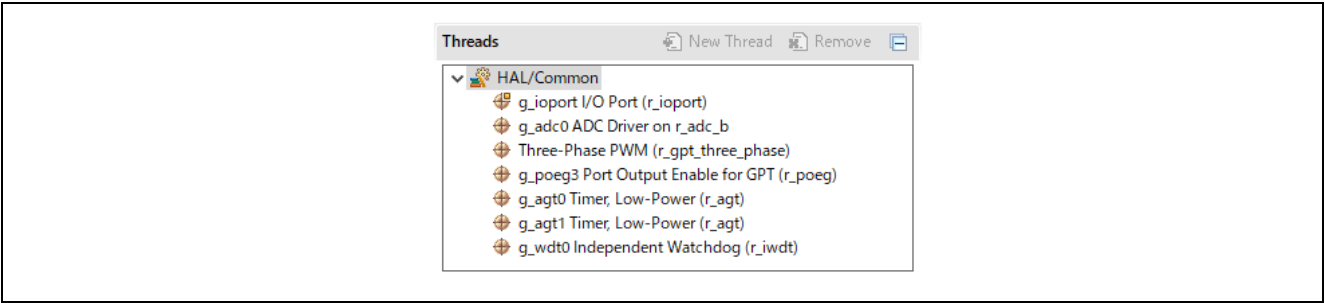 Threads New Thread Remove
HAL/Common
g_ioport I/O Port (r_ioport)
g_adc0 ADC Driver on r_adc_b
Three-Phase PWM (r_gpt_three_phase)
g_poeg3 Port Output Enable for GPT (r_poeg)
g_agt0 Timer, Low-Power (r_agt)
g_agt1 Timer, Low-Power (r_agt)
g_wdt0 Independent Watchdog (r_iwdt)